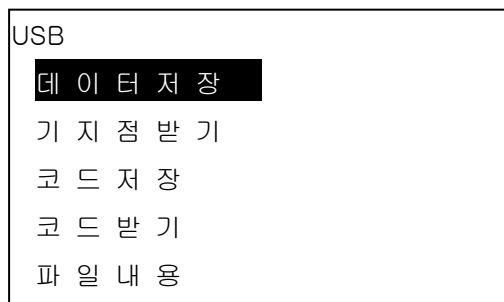 USB
데 이 터 저 장
기 지 점 받 기
코 드 저 장
코 드 받 기
파 일 내 용